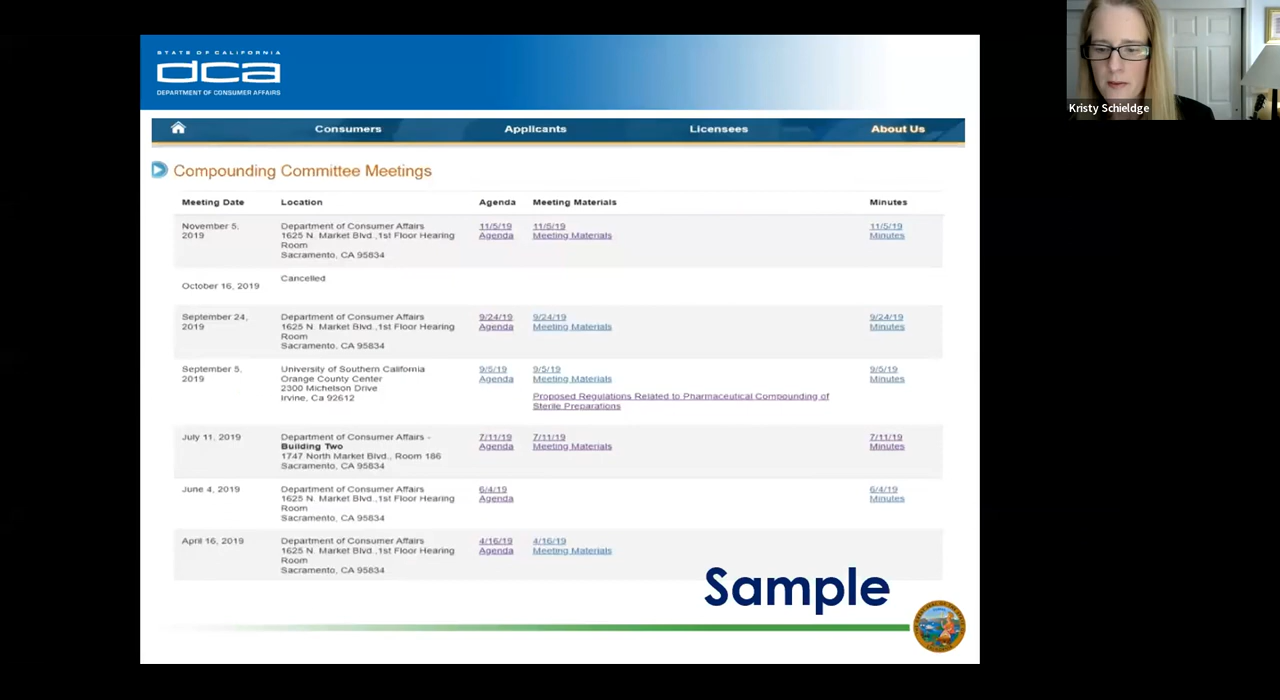 STATE OF CALIFORNIA
dca
DEPARTMENT OF CONSUMER AFFAIRS
Kristy Schieldge
Consumers Applicants Licensees About Us
Compounding Committee Meetings
Meeting Date Location Agenda Meeting Materials Minutes
November 5, Department of Consumer Affairs 11/5/19 11/5/19 11/5/19
2019 1625 N. Market Blvd.,1st Floor Hearing Agenda Meeting Materials Minutes
Room
Sacramento, CA 95834
Cancelled
October 16, 2019
September 24, Department of Consumer Affairs 9/24/19 9/24/19 9/24/19
2019 1625 N. Market Blvd.,1st Floor Hearing Agenda Meeting Materials Minutes
Room
Sacramento, CA 95834
September 5, University of Southern California 9/5/19 9/5/19 9/5/19
2019 Orange County Center Agenda Meeting Materials Minutes
2300 Michelson Drive
Irvine, Ca 92612
Proposed Regulations Related to Pharmaceutical Compounding of
Sterile Preparations
July 11, 2019 Department of Consumer Affairs - 7/11/19 7/11/19 7/11/19
Building Two Agenda Meeting Materials Minutes
1747 North Market Blvd., Room 186
Sacramento, CA 95834
June 4, 2019 Department of Consumer Affairs 6/4/19 6/4/19
1625 N. Market Blvd.,1st Floor Hearing Agenda Minutes
Room
Sacramento, CA 95834
April 16, 2019 Department of Consumer Affairs 4/16/19 4/16/19
1625 N. Market Blvd.,1st Floor Hearing Agenda Meeting Materials
Room
Sacramento, CA 95834
Sample